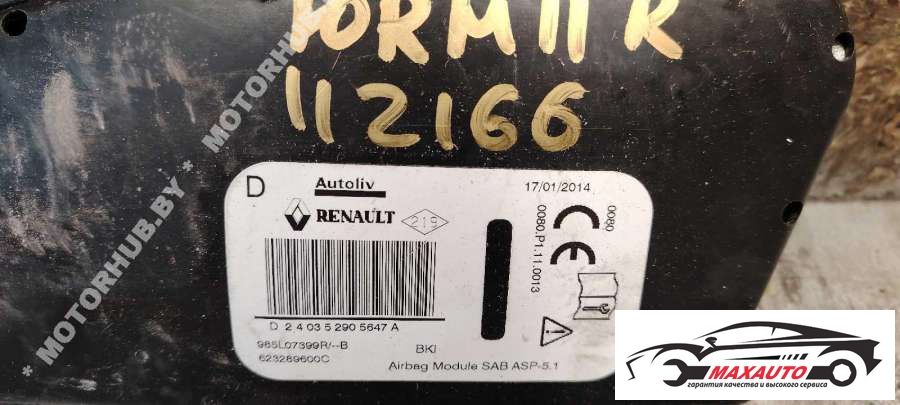 112166
D
Autoliv
17/01/2014
RENAULT
219
0080
0080.P1.11.0013
D 2 4 03 5 290 5647 A
985L07399R/--B
BKI
623289600C
Airbag Module SAB ASP-5.1
MOTORHUB.BY * MOTORHUB
MAXAUTO
гарантия качества и высокого сервиса